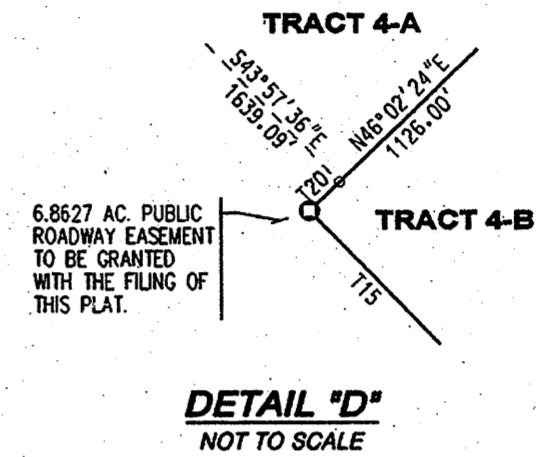 TRACT 4-A
S43°57'36"E
1639.09'
N46°02'24"E
1126.00'
T20
6.8627 AC. PUBLIC
ROADWAY EASEMENT
TO BE GRANTED
WITH THE FILING OF
THIS PLAT.
TRACT 4-B
T15
DETAIL "D"
NOT TO SCALE